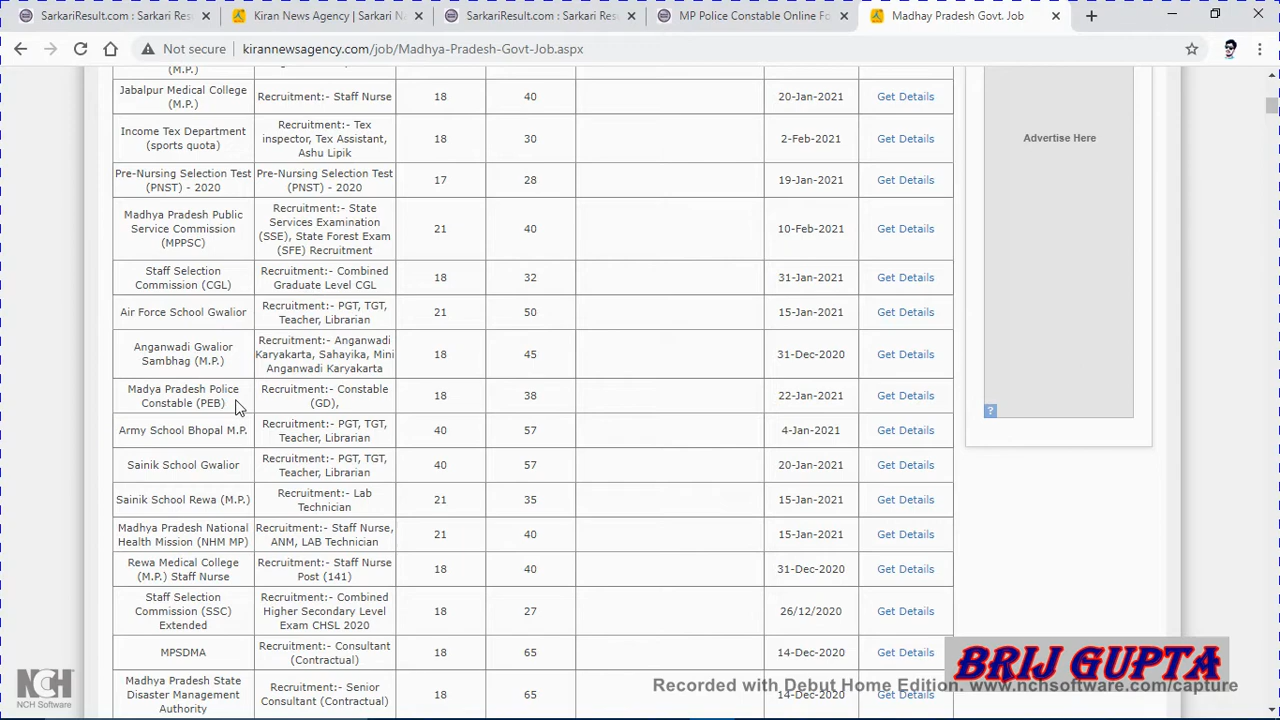 SarkariResult.com : Sarkari Res
Kiran News Agency | Sarkari Na
SarkariResult.com : Sarkari Res
MP Police Constable Online Fo
Madhay Pradesh Govt. Job
Not secure
kirannewsagency.com/job/Madhya-Pradesh-Govt-Job.aspx
(M.P.)
Jabalpur Medical College
(M.P.)
Recruitment:- Staff Nurse
18
40
20-Jan-2021
Get Details
Income Tex Department
(sports quota)
Recruitment:- Tex
inspector, Tex Assistant,
Ashu Lipik
18
30
2-Feb-2021
Get Details
Pre-Nursing Selection Test
(PNST) - 2020
Pre-Nursing Selection Test
(PNST) - 2020
17
28
19-Jan-2021
Get Details
Madhya Pradesh Public
Service Commission
(MPPSC)
Recruitment:- State
Services Examination
(SSE), State Forest Exam
(SFE) Recruitment
21
40
10-Feb-2021
Get Details
Staff Selection
Commission (CGL)
Recruitment:- Combined
Graduate Level CGL
18
32
31-Jan-2021
Get Details
Air Force School Gwalior
Recruitment:- PGT, TGT,
Teacher, Librarian
21
50
15-Jan-2021
Get Details
Anganwadi Gwalior
Sambhag (M.P.)
Recruitment:- Anganwadi
Karyakarta, Sahayika, Mini
Anganwadi Karyakarta
18
45
31-Dec-2020
Get Details
Madya Pradesh Police
Constable (PEB)
Recruitment:- Constable
(GD),
18
38
22-Jan-2021
Get Details
Army School Bhopal M.P.
Recruitment:- PGT, TGT,
Teacher, Librarian
40
57
4-Jan-2021
Get Details
Sainik School Gwalior
Recruitment:- PGT, TGT,
Teacher, Librarian
40
57
20-Jan-2021
Get Details
Sainik School Rewa (M.P.)
Recruitment:- Lab
Technician
21
35
15-Jan-2021
Get Details
Madhya Pradesh National
Health Mission (NHM MP)
Recruitment:- Staff Nurse,
ANM, LAB Technician
21
40
15-Jan-2021
Get Details
Rewa Medical College
(M.P.) Staff Nurse
Recruitment:- Staff Nurse
Post (141)
18
40
31-Dec-2020
Get Details
Staff Selection
Commission (SSC)
Extended
Recruitment:- Combined
Higher Secondary Level
Exam CHSL 2020
18
27
26/12/2020
Get Details
MPSDMA
Recruitment:- Consultant
(Contractual)
18
65
14-Dec-2020
Get Details
Madhya Pradesh State
Disaster Management
Authority
Recruitment:- Senior
Consultant (Contractual)
18
65
14-Dec-2020
Get Details
Advertise Here
?
BRIJ GUPTA
NCH
NCH Software
Recorded with Debut Home Edition. www.nchsoftware.com/capture